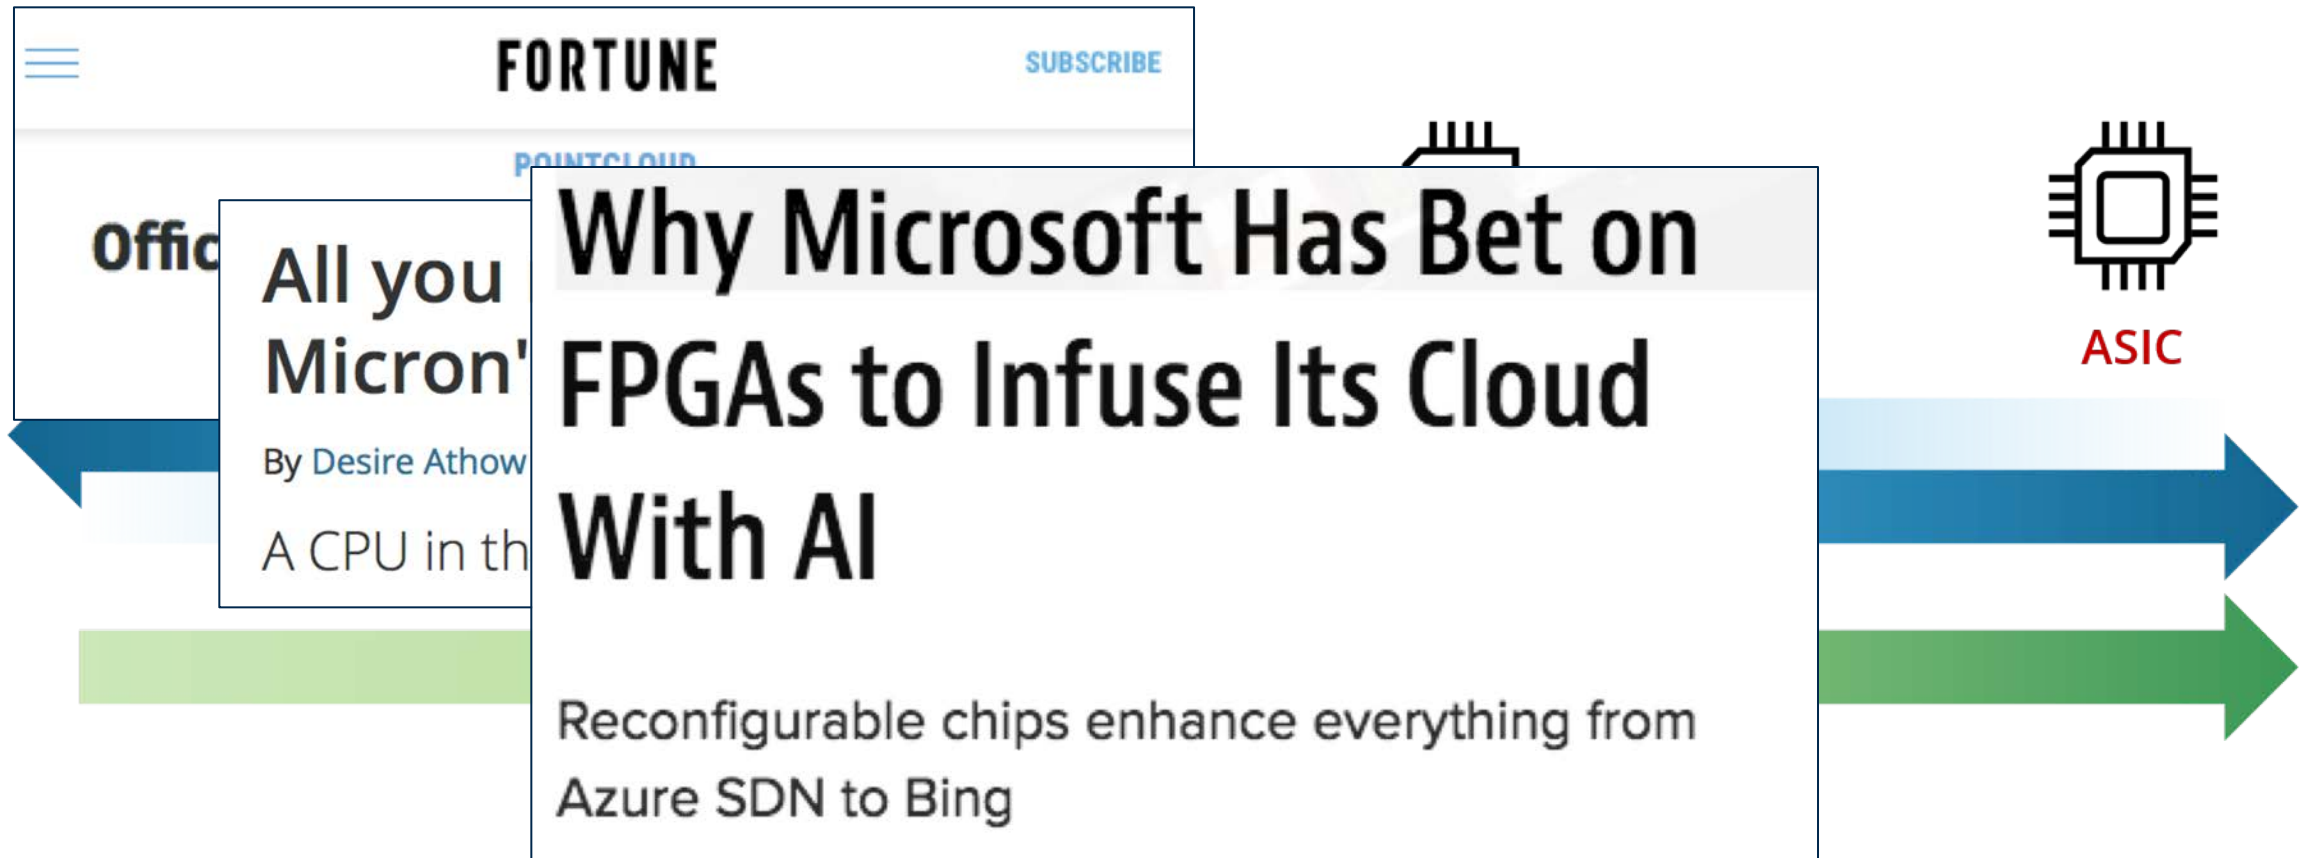 FORTUNE
SUBSCRIBE
POINTCLOUD
Offic
All you
Micron'
By Desire Athow
A CPU in th
Why Microsoft Has Bet on
FPGAs to Infuse Its Cloud
With AI
Reconfigurable chips enhance everything from
Azure SDN to Bing
ASIC